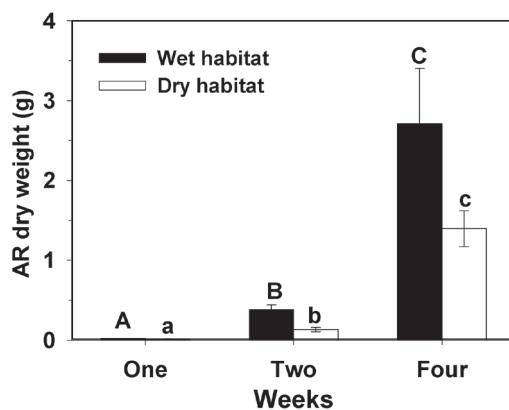 4
3
2
1
0
AR dry weight (g)
Wet habitat
Dry habitat
A
a
B
b
C
c
One Two Four
Weeks